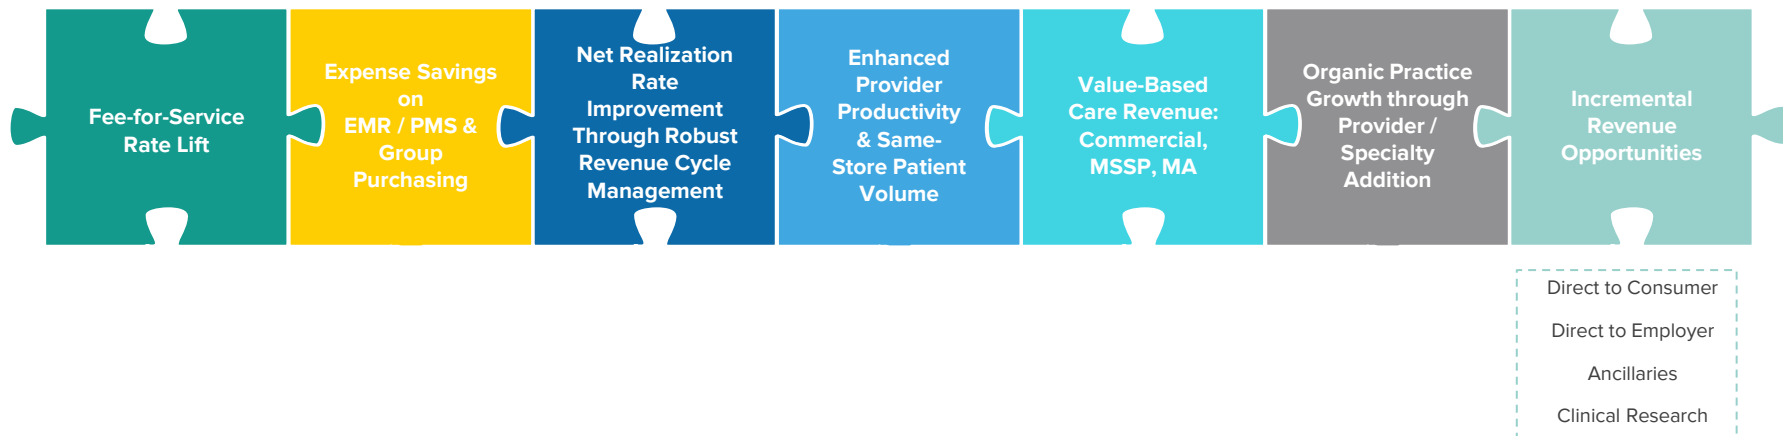 Fee-for-Service
Rate Lift
Expense Savings
on
EMR / PMS &
Group
Purchasing
Net Realization
Rate
Improvement
Through Robust
Revenue Cycle
Management
Enhanced
Provider
Productivity
& Same-
Store Patient
Volume
Value-Based
Care Revenue:
Commercial,
MSSP, MA
Organic Practice
Growth through
Provider /
Specialty
Addition
Incremental
Revenue
Opportunities
Direct to Consumer
Direct to Employer
Ancillaries
Clinical Research